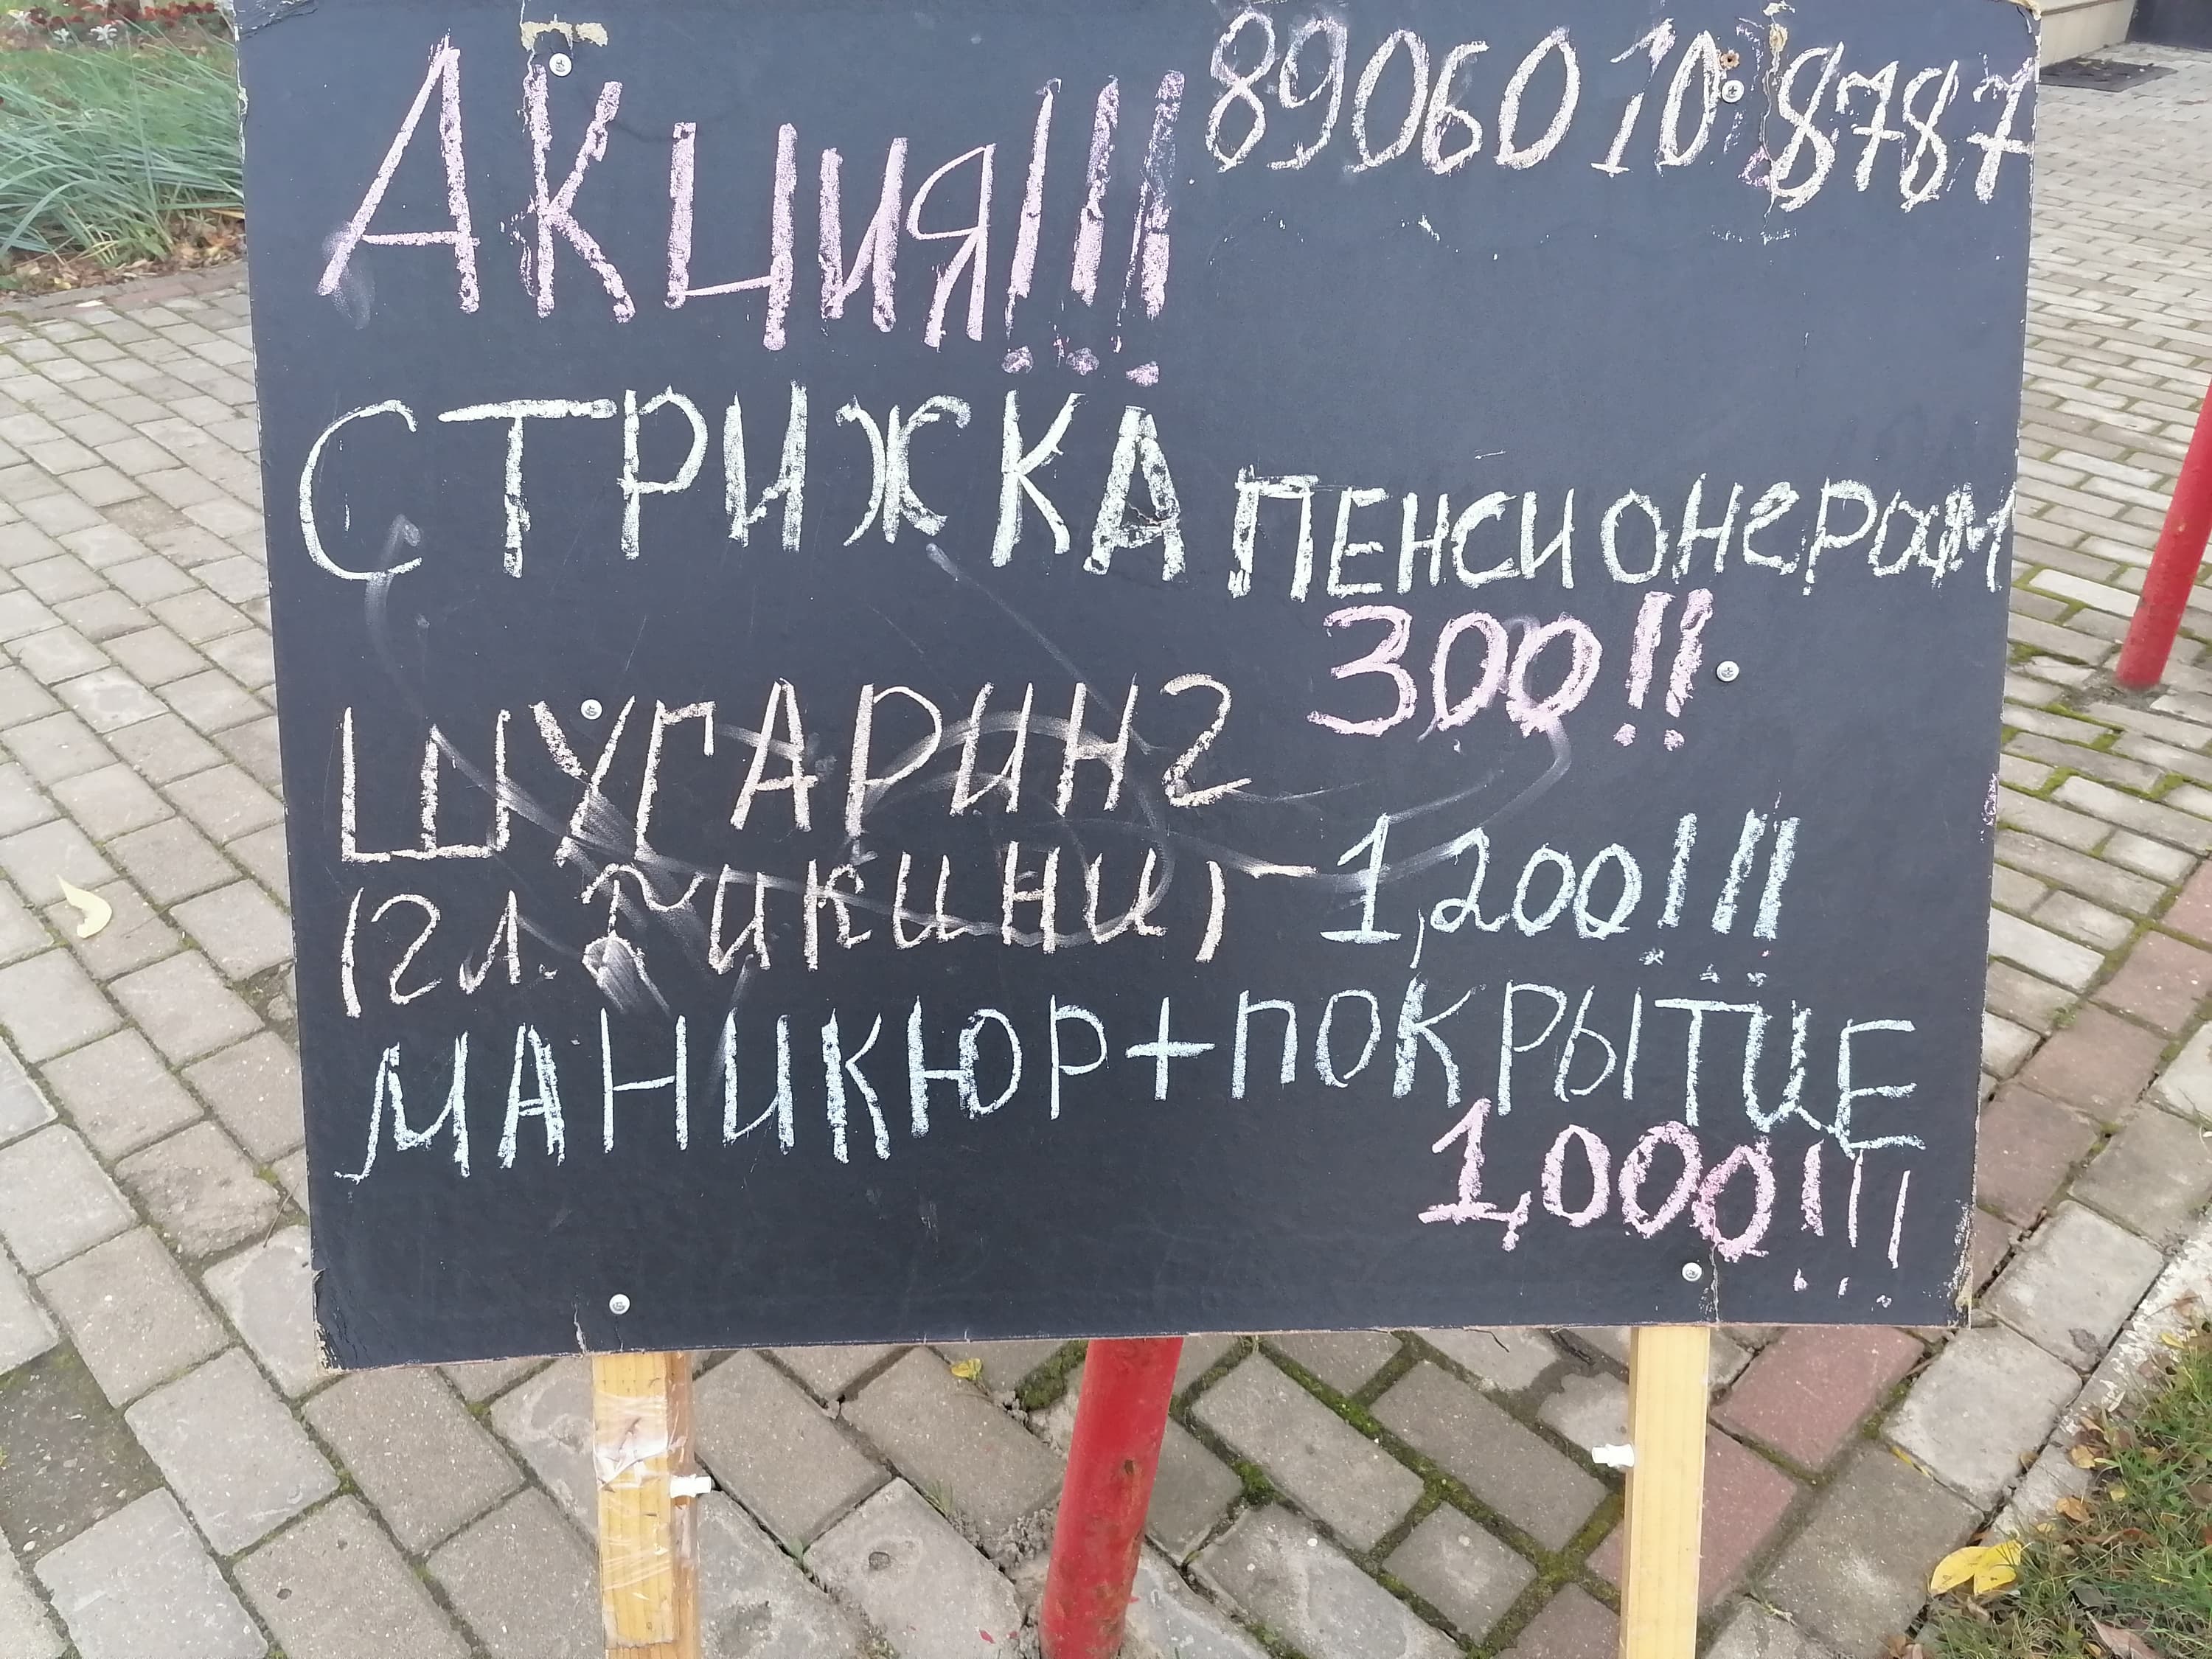 АКЦИЯ!!! 89060108787
СТРИЖКА ПЕНСИОНеРам
300!!
ШУГАРИНГ
(гл. бикини) - 1,200!!!
МАНИКЮР+ПОКРЫТИЕ
1,000!!!